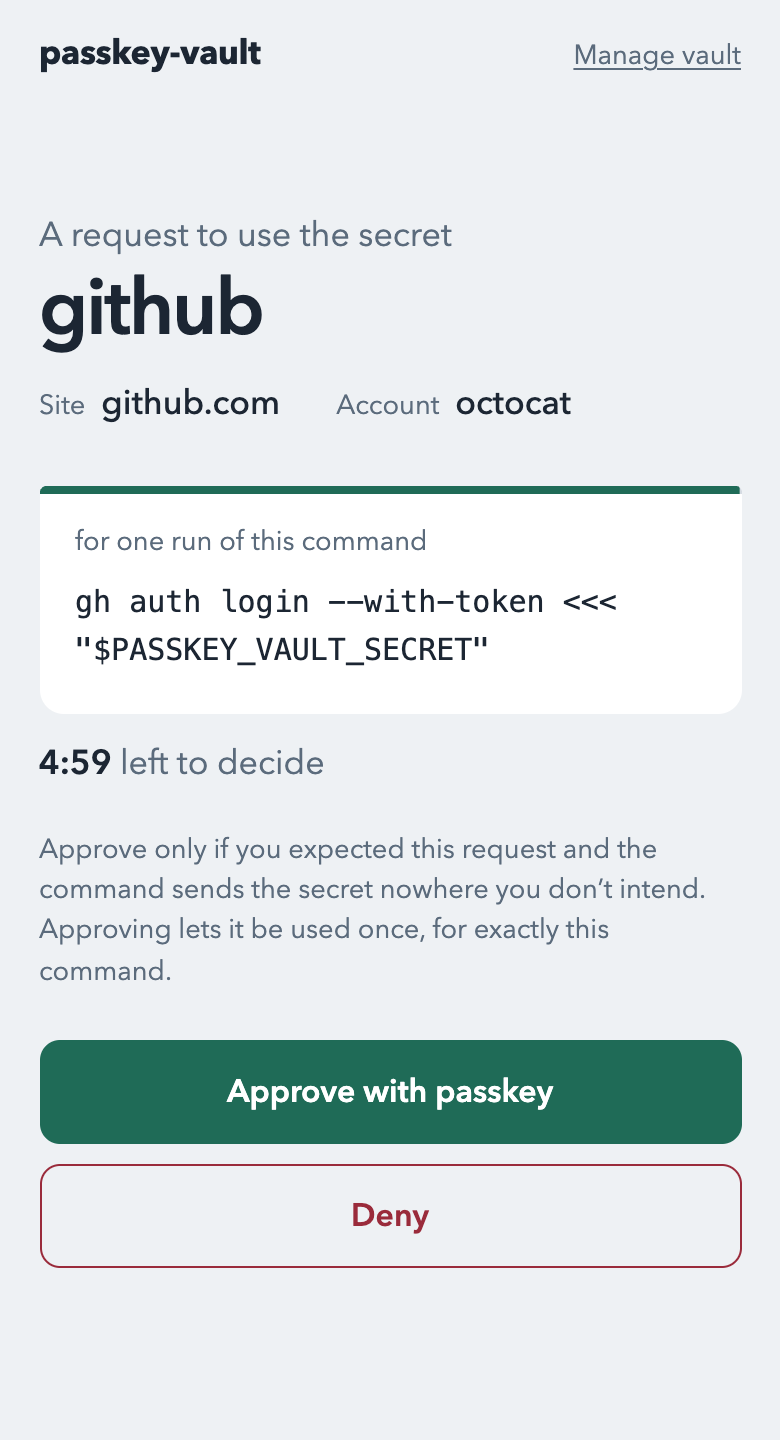 passkey-vault
Manage vault
A request to use the secret
github
Site github.com Account octocat
for one run of this command
gh auth login --with-token <<<
"$PASSKEY_VAULT_SECRET"
4:59 left to decide
Approve only if you expected this request and the
command sends the secret nowhere you don’t intend.
Approving lets it be used once, for exactly this
command.
Approve with passkey
Deny